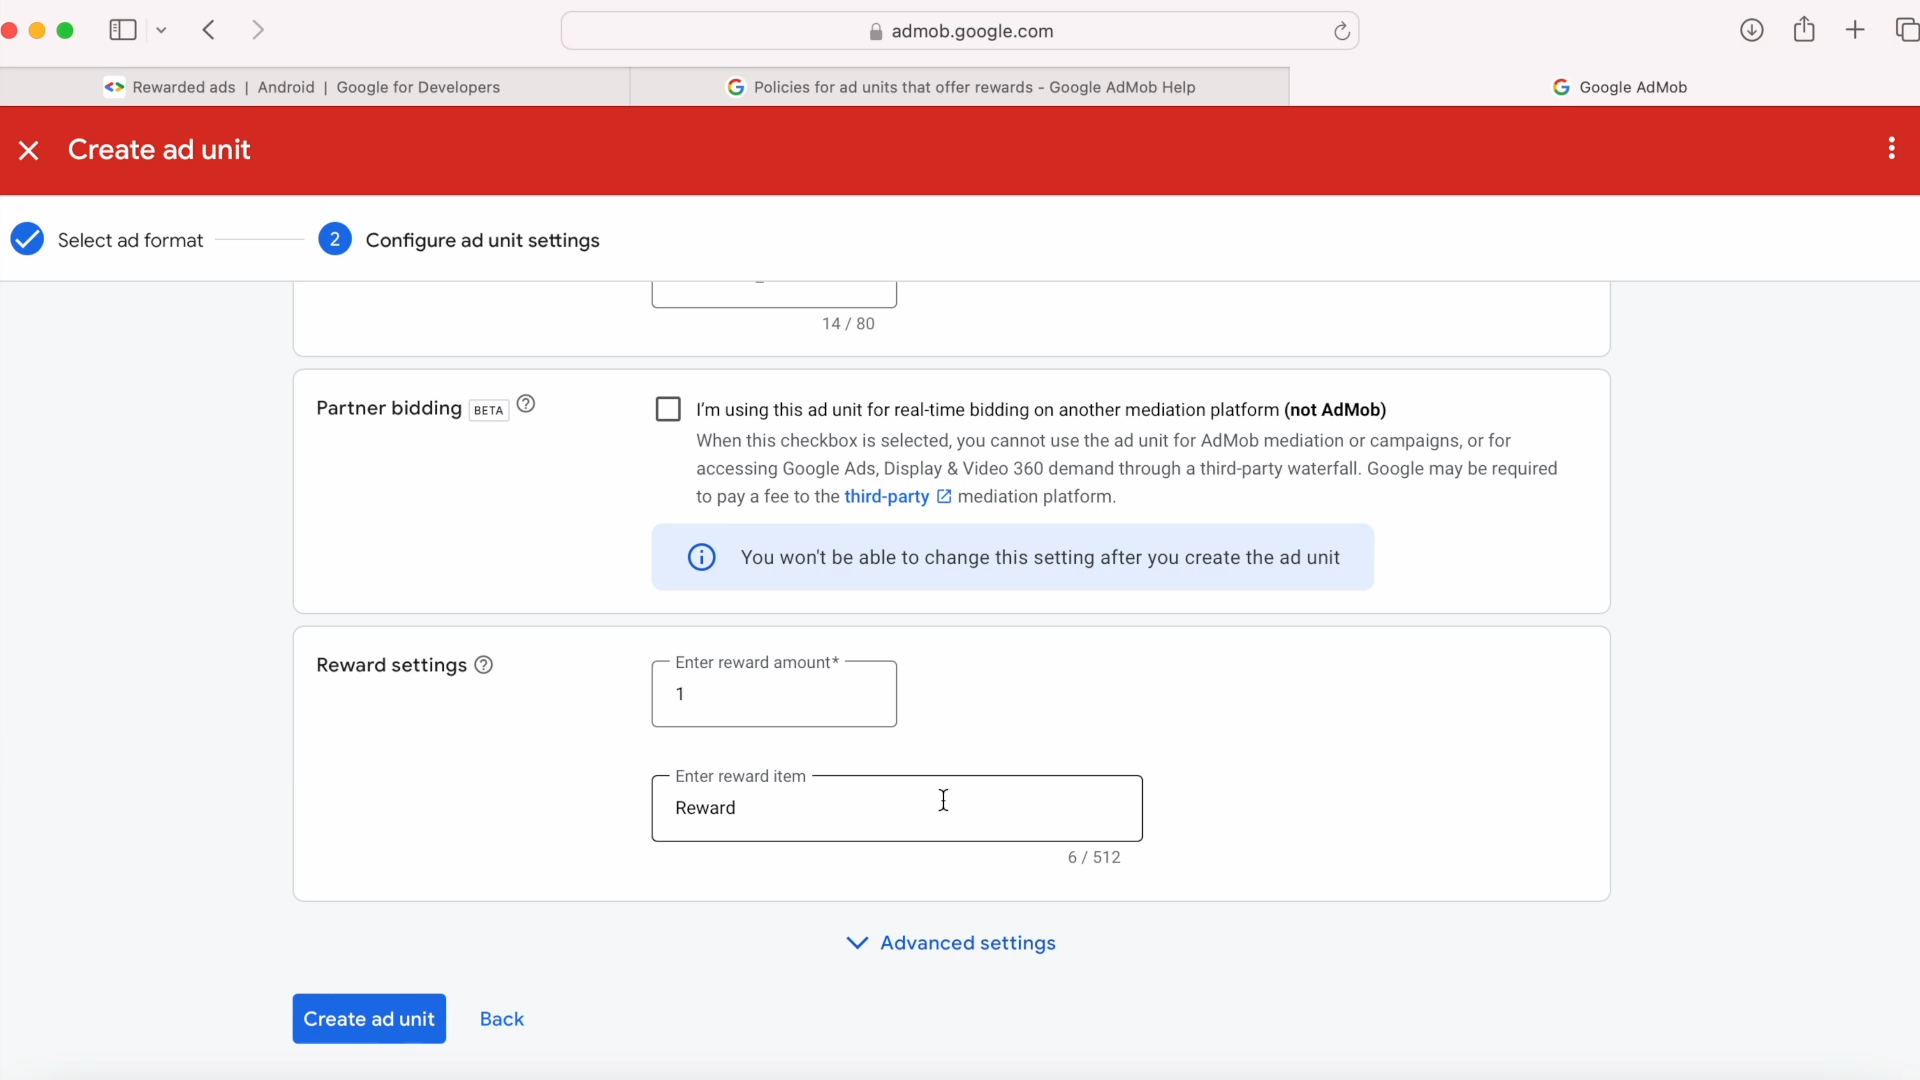 admob.google.com
Rewarded ads | Android | Google for Developers
Policies for ad units that offer rewards - Google AdMob Help
Google AdMob
Create ad unit
Select ad format
2 Configure ad unit settings
14 / 80
Partner bidding BETA
I'm using this ad unit for real-time bidding on another mediation platform (not AdMob)
When this checkbox is selected, you cannot use the ad unit for AdMob mediation or campaigns, or for
accessing Google Ads, Display & Video 360 demand through a third-party waterfall. Google may be required
to pay a fee to the third-party mediation platform.
You won't be able to change this setting after you create the ad unit
Reward settings
Enter reward amount*
1
Enter reward item
Reward
6 / 512
Advanced settings
Create ad unit
Back